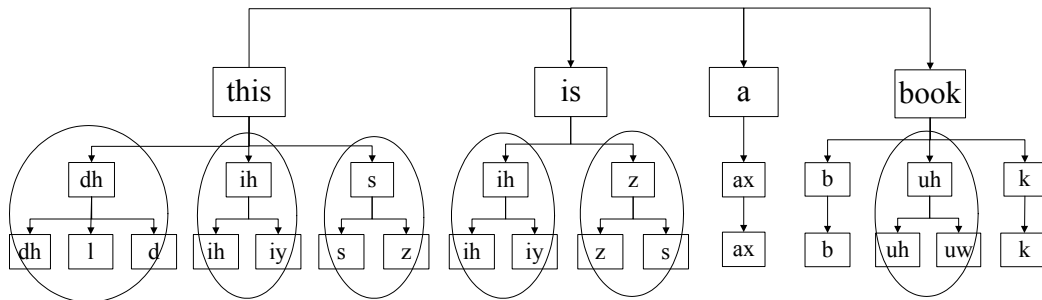 this is a book
dh ih s ih z ax b uh k
dh l d ih iy s z ih iy z s ax b uh uw k